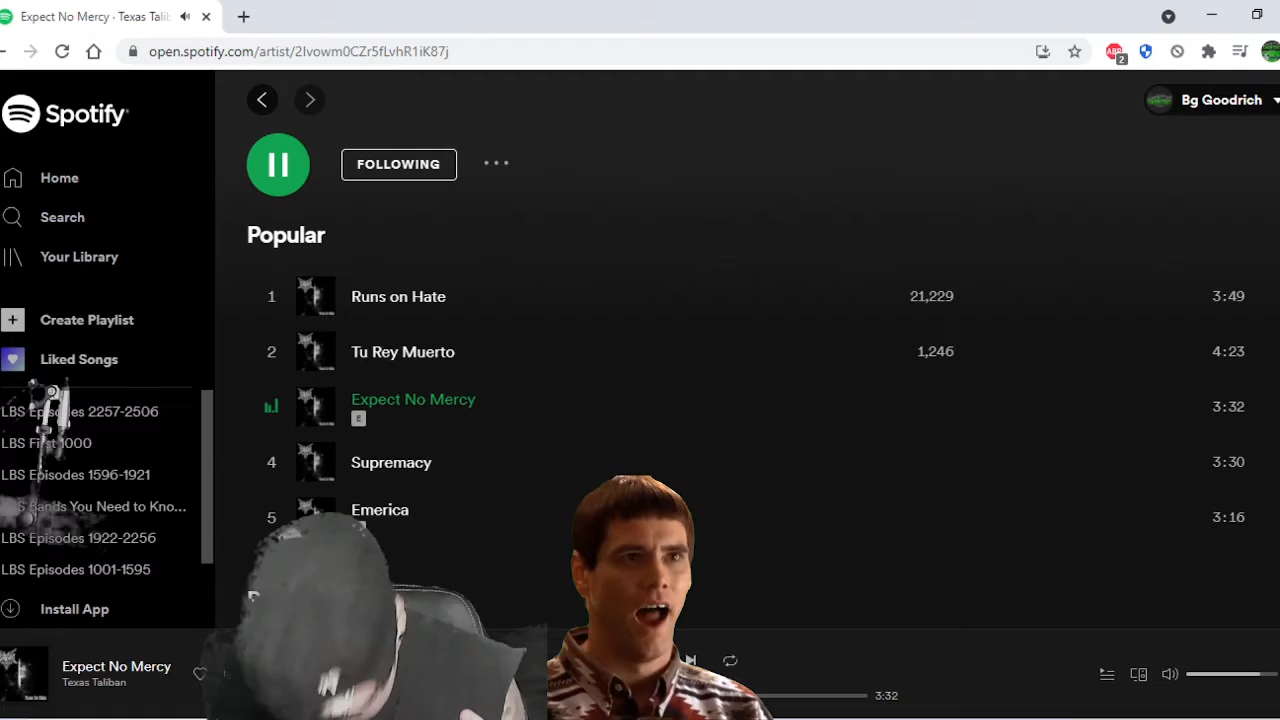 Expect No Mercy · Texas Talib
open.spotify.com/artist/2Ivowm0CZr5fLvhR1iK87j
2
Spotify
Bg Goodrich
Home
FOLLOWING
Search
Popular
Your Library
1 Runs on Hate 21,229 3:49
Create Playlist
2 Tu Rey Muerto 1,246 4:23
Liked Songs
Expect No Mercy 3:32
E
LBS Episodes 2257-2506
LBS First 1000
4 Supremacy 3:30
LBS Episodes 1596-1921
LBS Bands You Need to Kno...
5 Emerica 3:16
LBS Episodes 1922-2256
LBS Episodes 1001-1595
Install App
Expect No Mercy
Texas Taliban
3:32